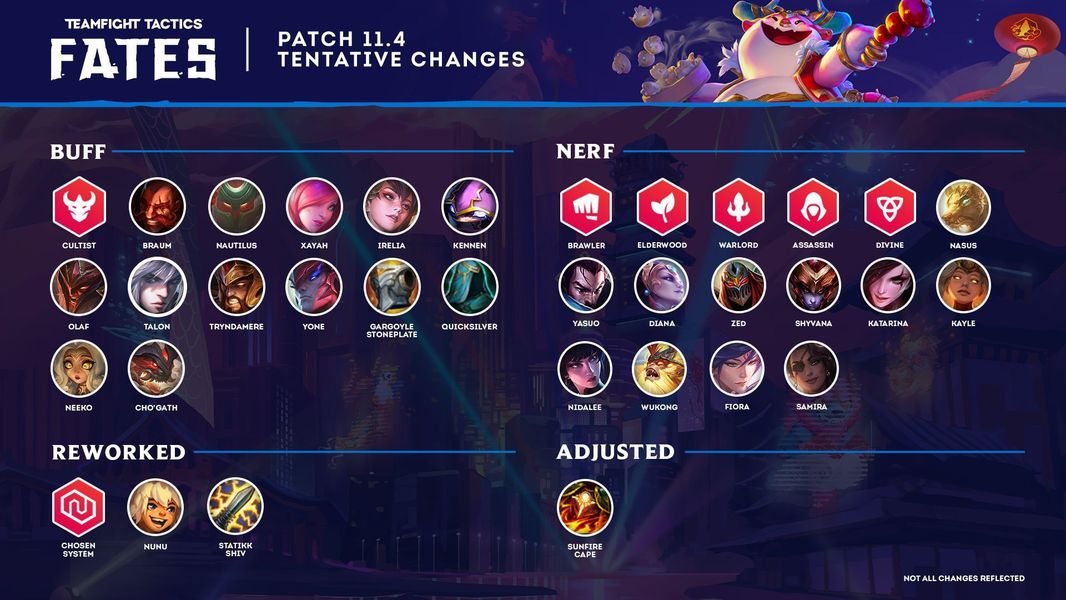 TEAMFIGHT TACTICS
FATES
PATCH 11.4
TENTATIVE CHANGES
BUFF
CULTIST BRAUM NAUTILUS XAYAH IRELIA KENNEN
OLAF TALON TRYNDAMERE YONE GARGOYLE STONEPLATE QUICKSILVER
NEEKO CHO'GATH
NERF
BRAWLER ELDERWOOD WARLORD ASSASSIN DIVINE NASUS
YASUO DIANA ZED SHYVANA KATARINA KAYLE
NIDALEE WUKONG FIORA SAMIRA
REWORKED
CHOSEN SYSTEM NUNU STATIKK SHIV
ADJUSTED
SUNFIRE
CAPE
NOT ALL CHANGES REFLECTED